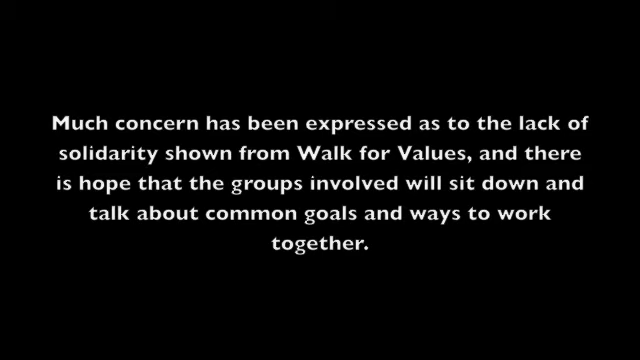 Much concern has been expressed as to the lack of
solidarity shown from Walk for Values, and there
is hope that the groups involved will sit down and
talk about common goals and ways to work
together.